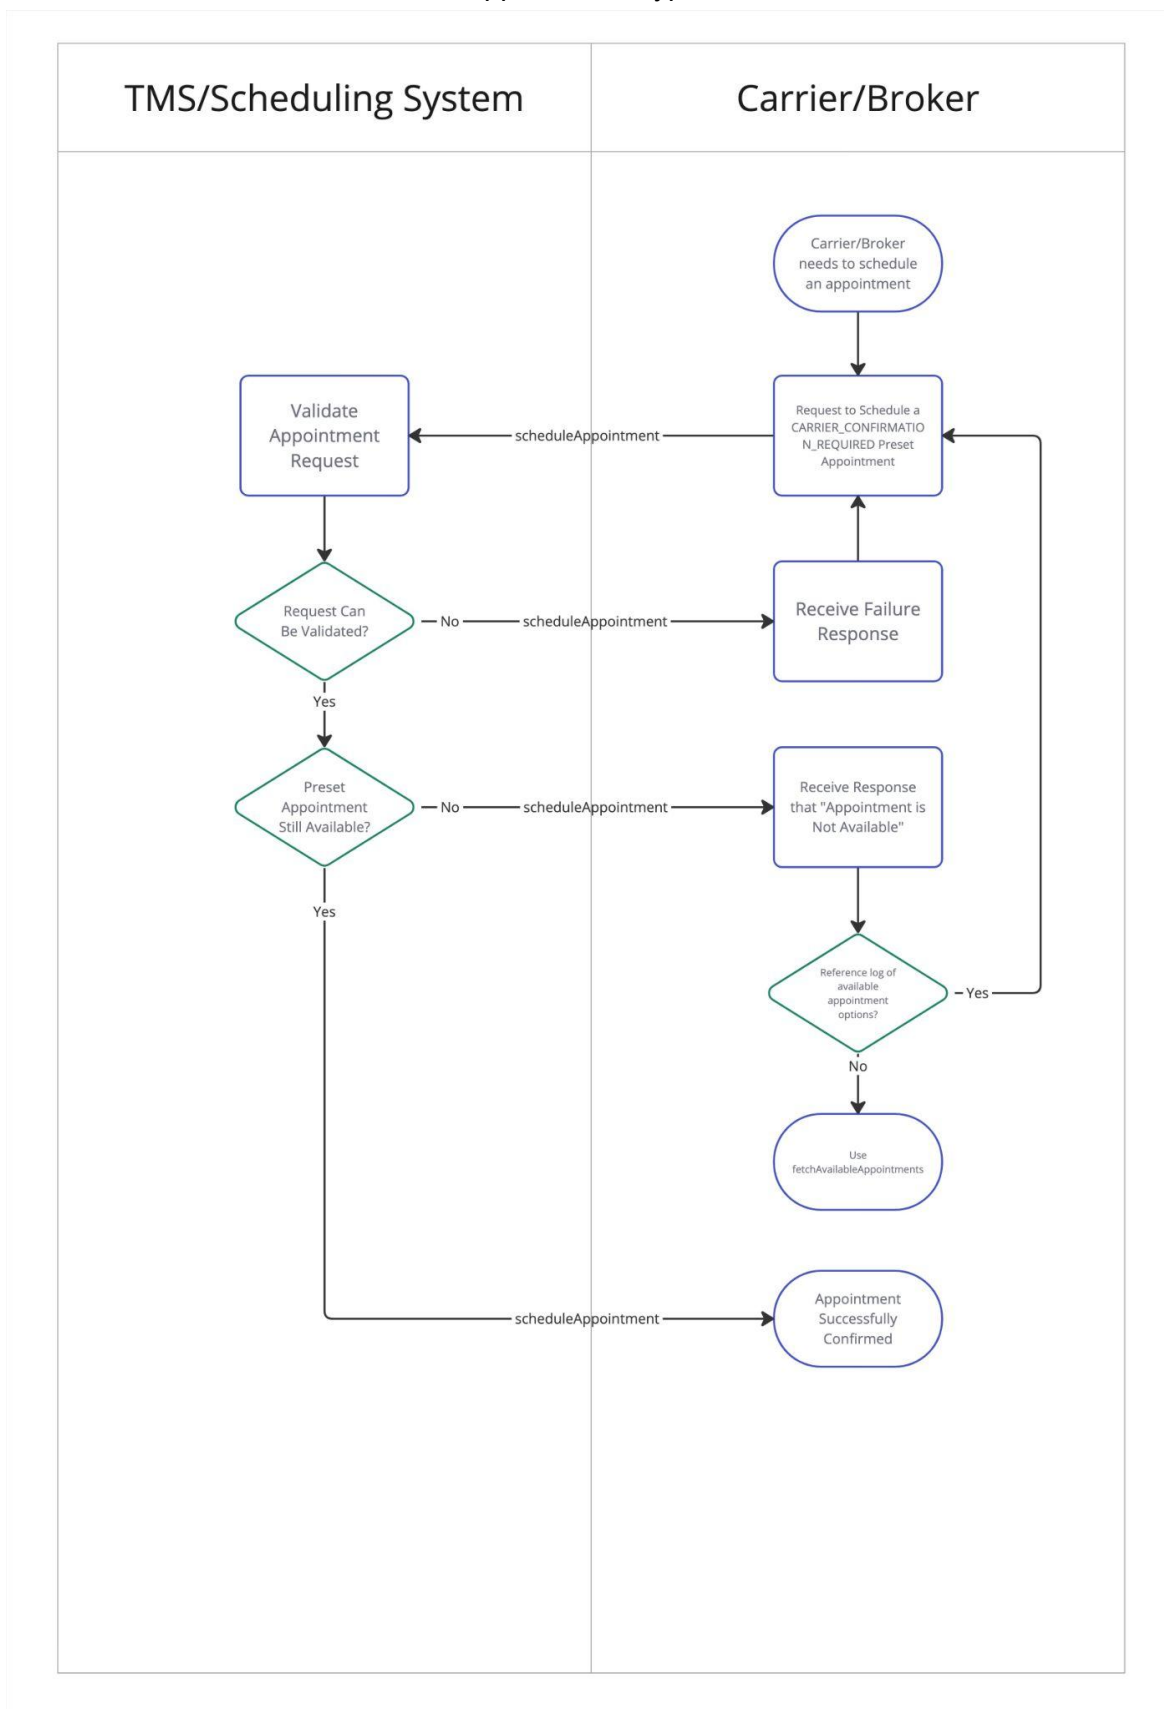 TMS/Scheduling System
Carrier/Broker
Carrier/Broker
needs to schedule
an appointment
Validate
Appointment
Request
scheduleAppointment
Request to Schedule a
CARRIER_CONFIRMATIO
N_REQUIRED Preset
Appointment
Request Can
Be Validated?
No
scheduleAppointment
Receive Failure
Response
Yes
Preset
Appointment
Still Available?
No
scheduleAppointment
Receive Response
that "Appointment is
Not Available"
Yes
Reference log of
available
appointment
options?
Yes
No
Use
fetchAvailableAppointments
scheduleAppointment
Appointment
Successfully
Confirmed